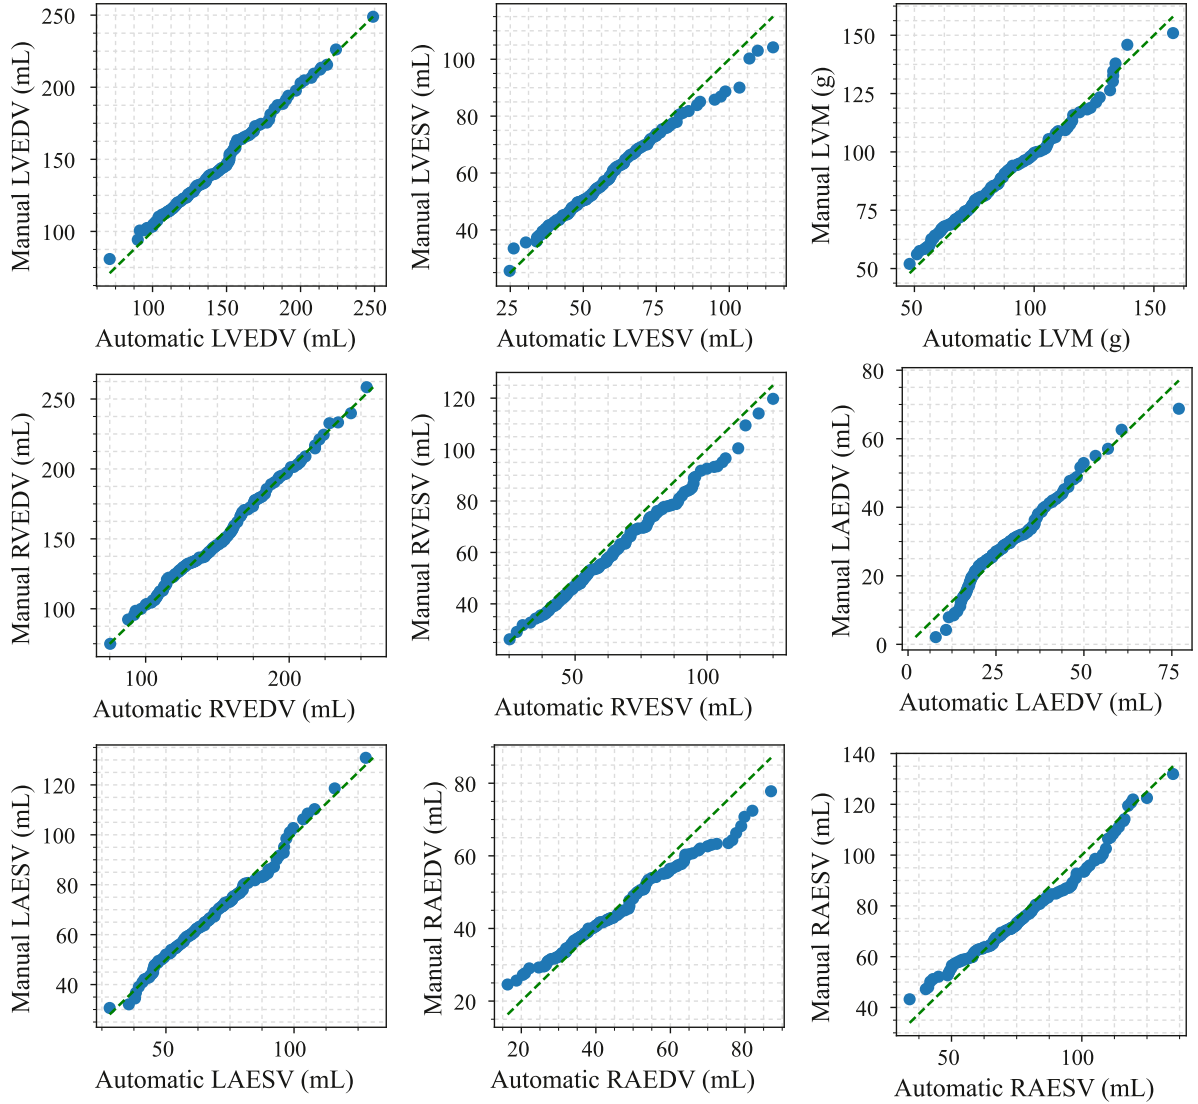 250
200
150
100
Manual LVEDV (mL)
100 150 200 250
Automatic LVEDV (mL)
100
80
60
40
Manual LVESV (mL)
25 50 75 100
Automatic LVESV (mL)
150
125
100
75
50
Manual LVM (g)
50 100 150
Automatic LVM (g)
250
200
150
100
Manual RVEDV (mL)
100 200
Automatic RVEDV (mL)
120
100
80
60
40
Manual RVESV (mL)
50 100
Automatic RVESV (mL)
80
60
40
20
0
Manual LAEDV (mL)
0 25 50 75
Automatic LAEDV (mL)
120
100
80
60
40
Manual LAESV (mL)
50 100
Automatic LAESV (mL)
80
60
40
20
Manual RAEDV (mL)
20 40 60 80
Automatic RAEDV (mL)
140
120
100
80
60
40
Manual RAESV (mL)
50 100
Automatic RAESV (mL)